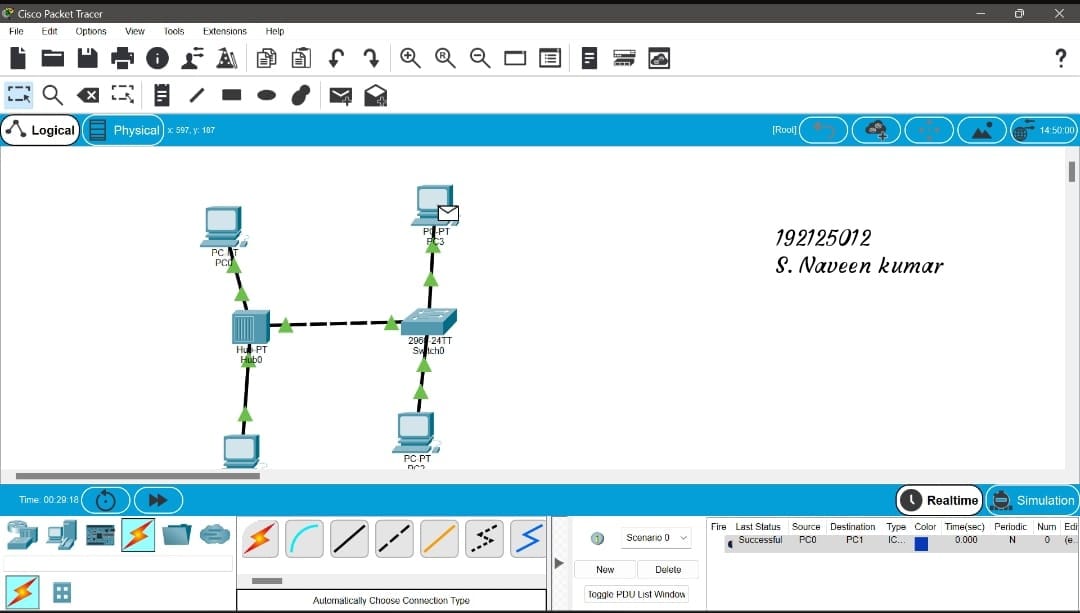 Cisco Packet Tracer
File Edit Options View Tools Extensions Help
Logical Physical x: 597, y: 187 [Root] 14:50:00
PC-PT
PC3
192125012
S. Naveen kumar
PC-PT
PC0
2960-24TT
Switch0
Hub-PT
Hub0
PC-PT
PC2
Time: 00:29:18 Realtime Simulation
Scenario 0
New Delete
Toggle PDU List Window
Fire Last Status Source Destination Type Color Time(sec) Periodic Num Edi
Successful PC0 PC1 IC... 0.000 N 0 (e...
Automatically Choose Connection Type